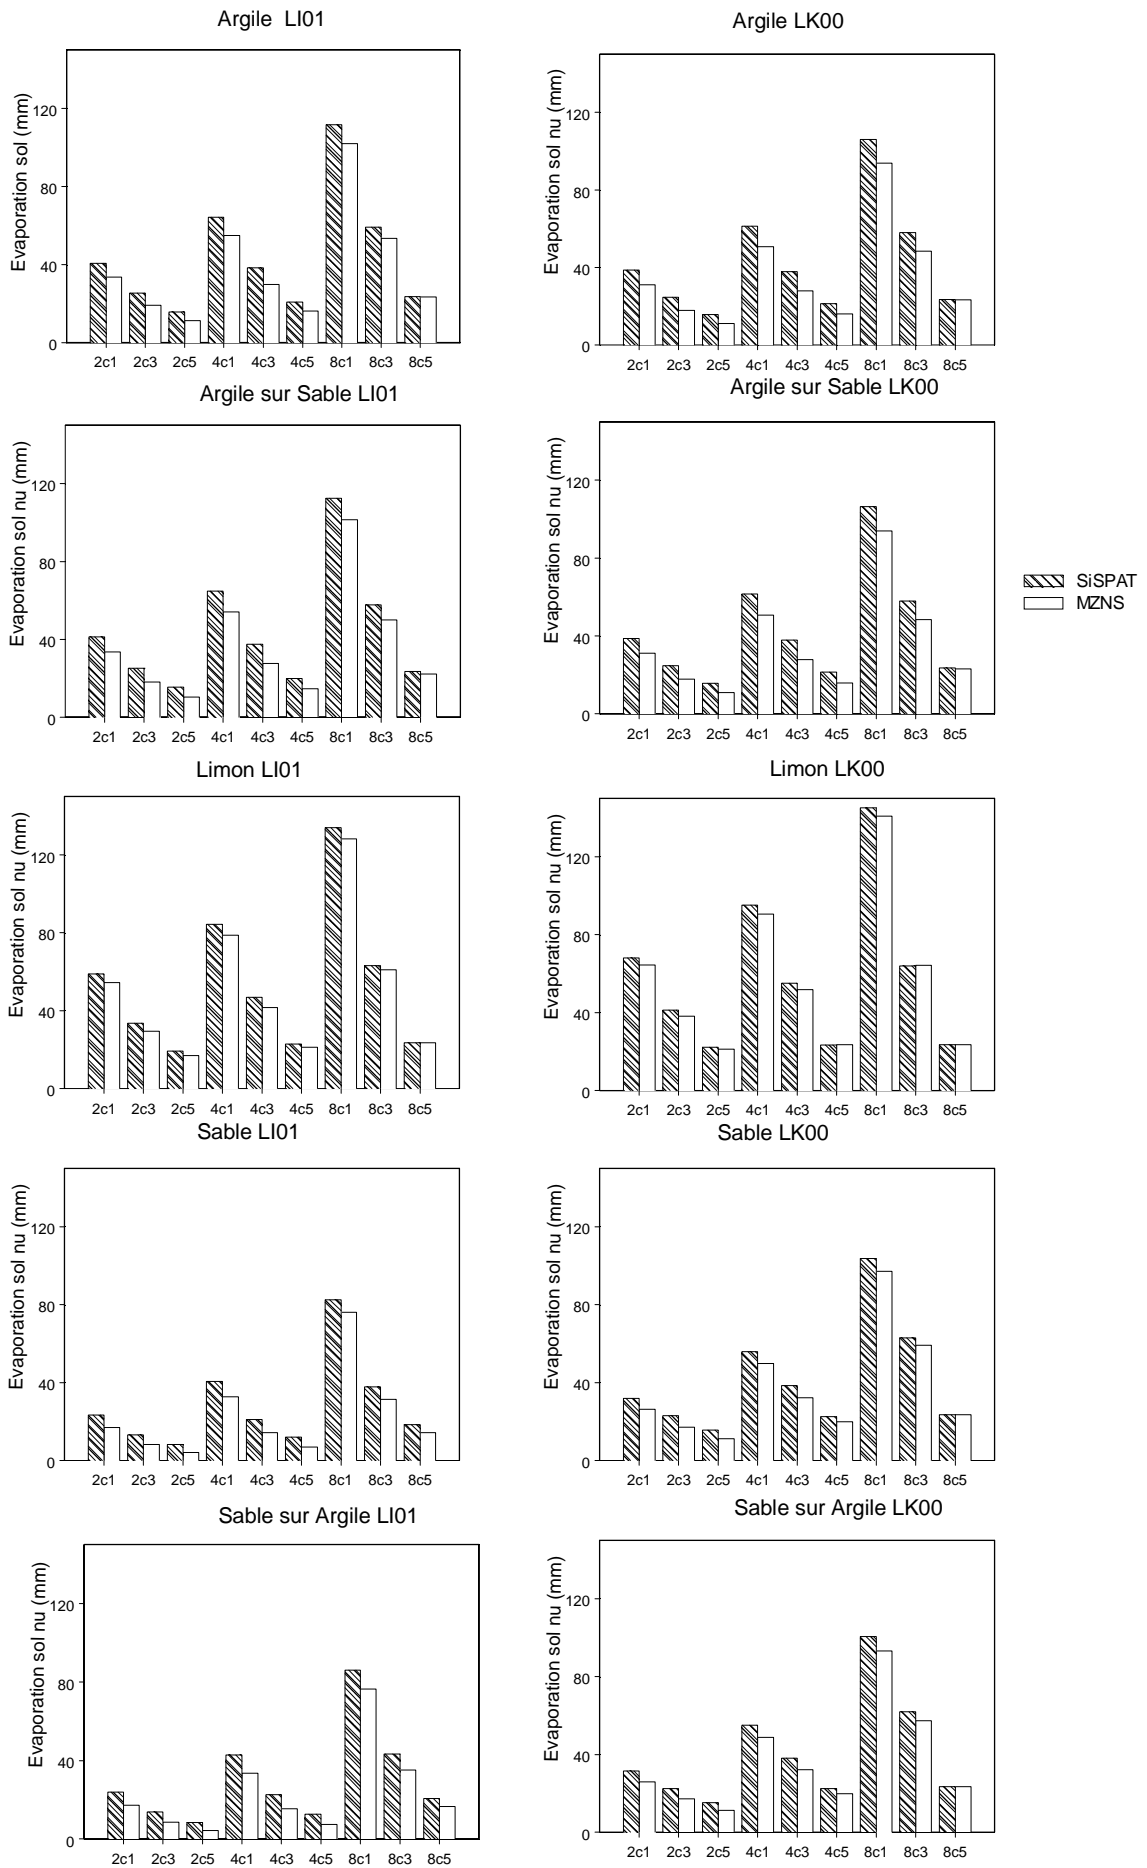 Argile LI01
Evaporation sol (mm)
120
80
40
0
2c1 2c3 2c5 4c1 4c3 4c5 8c1 8c3 8c5
Argile LK00
Evaporation sol nu (mm)
120
80
40
0
2c1 2c3 2c5 4c1 4c3 4c5 8c1 8c3 8c5
Argile sur Sable LI01
Evaporation sol nu (mm)
120
80
40
0
2c1 2c3 2c5 4c1 4c3 4c5 8c1 8c3 8c5
Argile sur Sable LK00
Evaporation sol nu (mm)
120
80
40
0
2c1 2c3 2c5 4c1 4c3 4c5 8c1 8c3 8c5
SiSPAT
MZNS
Limon LI01
Evaporation sol nu (mm)
120
80
40
0
2c1 2c3 2c5 4c1 4c3 4c5 8c1 8c3 8c5
Limon LK00
Evaporation sol nu (mm)
120
80
40
0
2c1 2c3 2c5 4c1 4c3 4c5 8c1 8c3 8c5
Sable LI01
Evaporation sol nu (mm)
120
80
40
0
2c1 2c3 2c5 4c1 4c3 4c5 8c1 8c3 8c5
Sable LK00
Evaporation sol nu (mm)
120
80
40
0
2c1 2c3 2c5 4c1 4c3 4c5 8c1 8c3 8c5
Sable sur Argile LI01
Evaporation sol nu (mm)
120
80
40
0
2c1 2c3 2c5 4c1 4c3 4c5 8c1 8c3 8c5
Sable sur Argile LK00
Evaporation sol nu (mm)
120
80
40
0
2c1 2c3 2c5 4c1 4c3 4c5 8c1 8c3 8c5